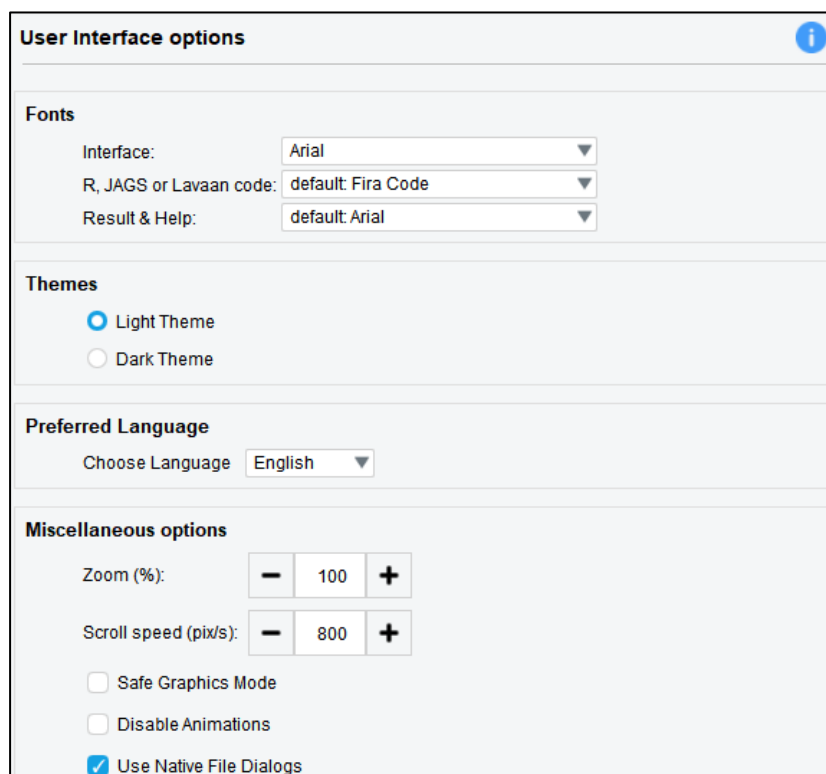 User Interface options
i
Fonts
Interface: Arial
R, JAGS or Lavaan code: default: Fira Code
Result & Help: default: Arial
Themes
Light Theme
Dark Theme
Preferred Language
Choose Language English
Miscellaneous options
Zoom (%): − 100 +
Scroll speed (pix/s): − 800 +
Safe Graphics Mode
Disable Animations
Use Native File Dialogs